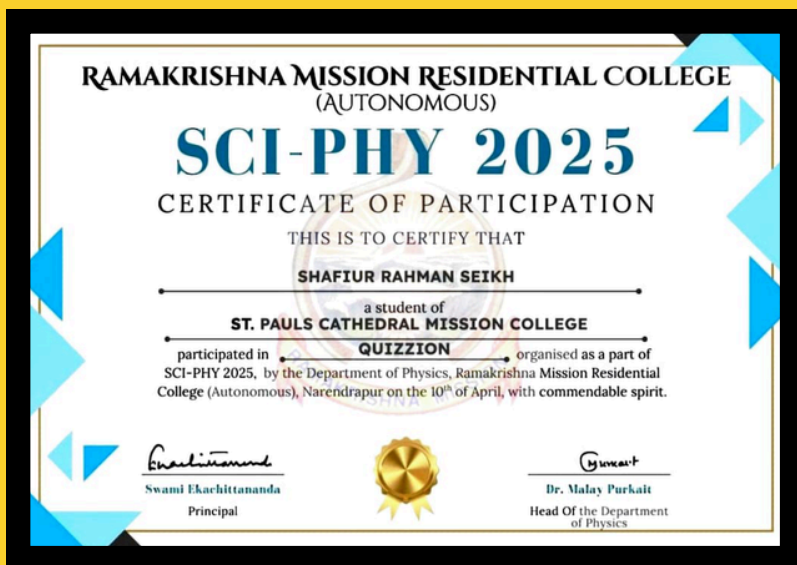 RAMAKRISHNA MISSION RESIDENTIAL COLLEGE
(AUTONOMOUS)
SCI-PHY 2025
CERTIFICATE OF PARTICIPATION
THIS IS TO CERTIFY THAT
SHAFIUR RAHMAN SEIKH
a student of
ST. PAULS CATHEDRAL MISSION COLLEGE
participated in QUIZZION organised as a part of
SCI-PHY 2025, by the Department of Physics, Ramakrishna Mission Residential
College (Autonomous), Narendrapur on the 10th of April, with commendable spirit.
RAMAKRISHNA MISSION
Swami Ekachittananda
Principal
Dr. Malay Purkait
Head Of the Department
of Physics